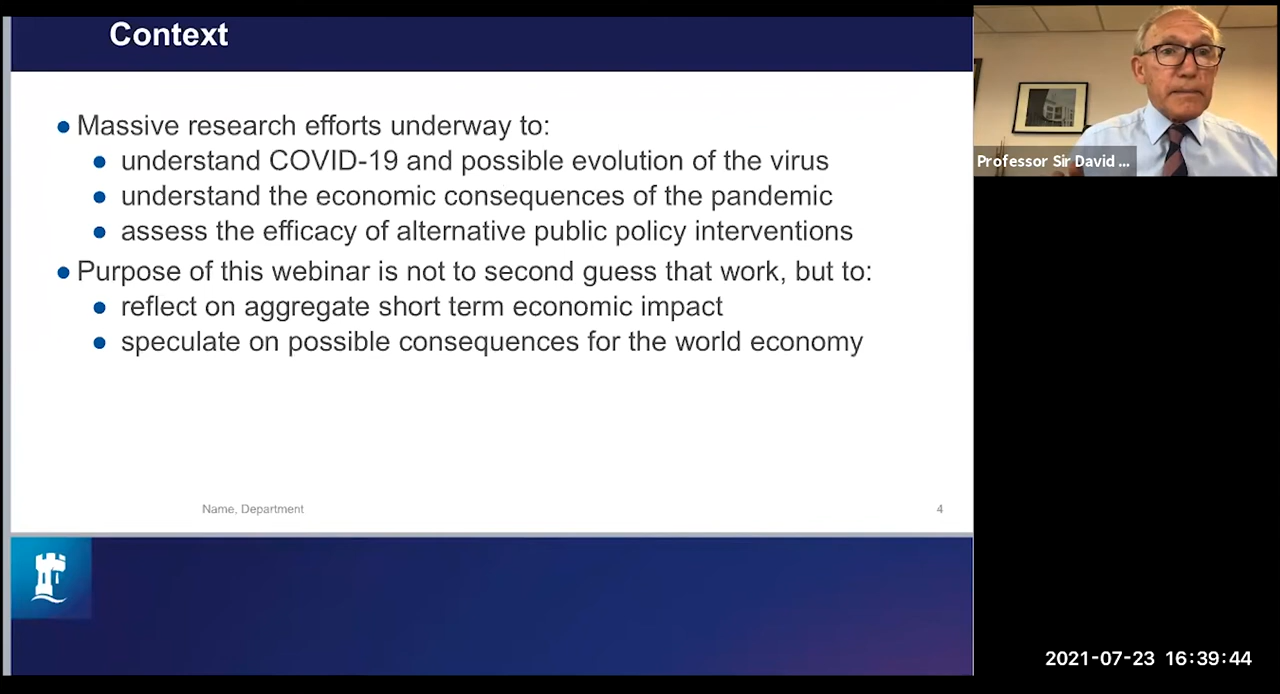 Context
Massive research efforts underway to:
understand COVID-19 and possible evolution of the virus
understand the economic consequences of the pandemic
assess the efficacy of alternative public policy interventions
Purpose of this webinar is not to second guess that work, but to:
reflect on aggregate short term economic impact
speculate on possible consequences for the world economy
Name, Department
4
Professor Sir David ...
2021-07-23 16:39:44